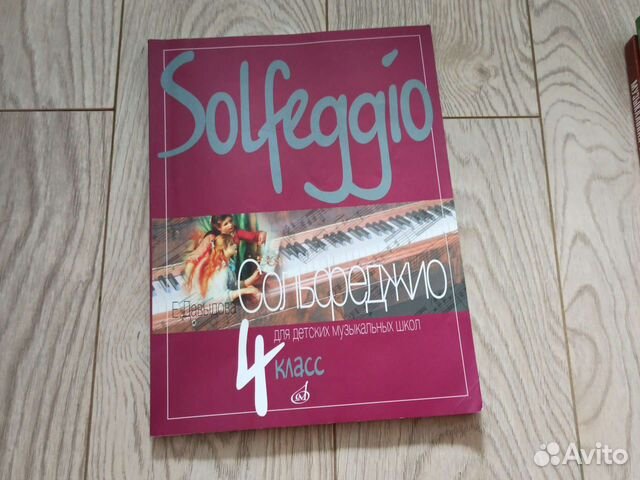 Solfeggio
Сольфеджио
Е. Давыдова
для детских музыкальных школ
4 класс
Avito